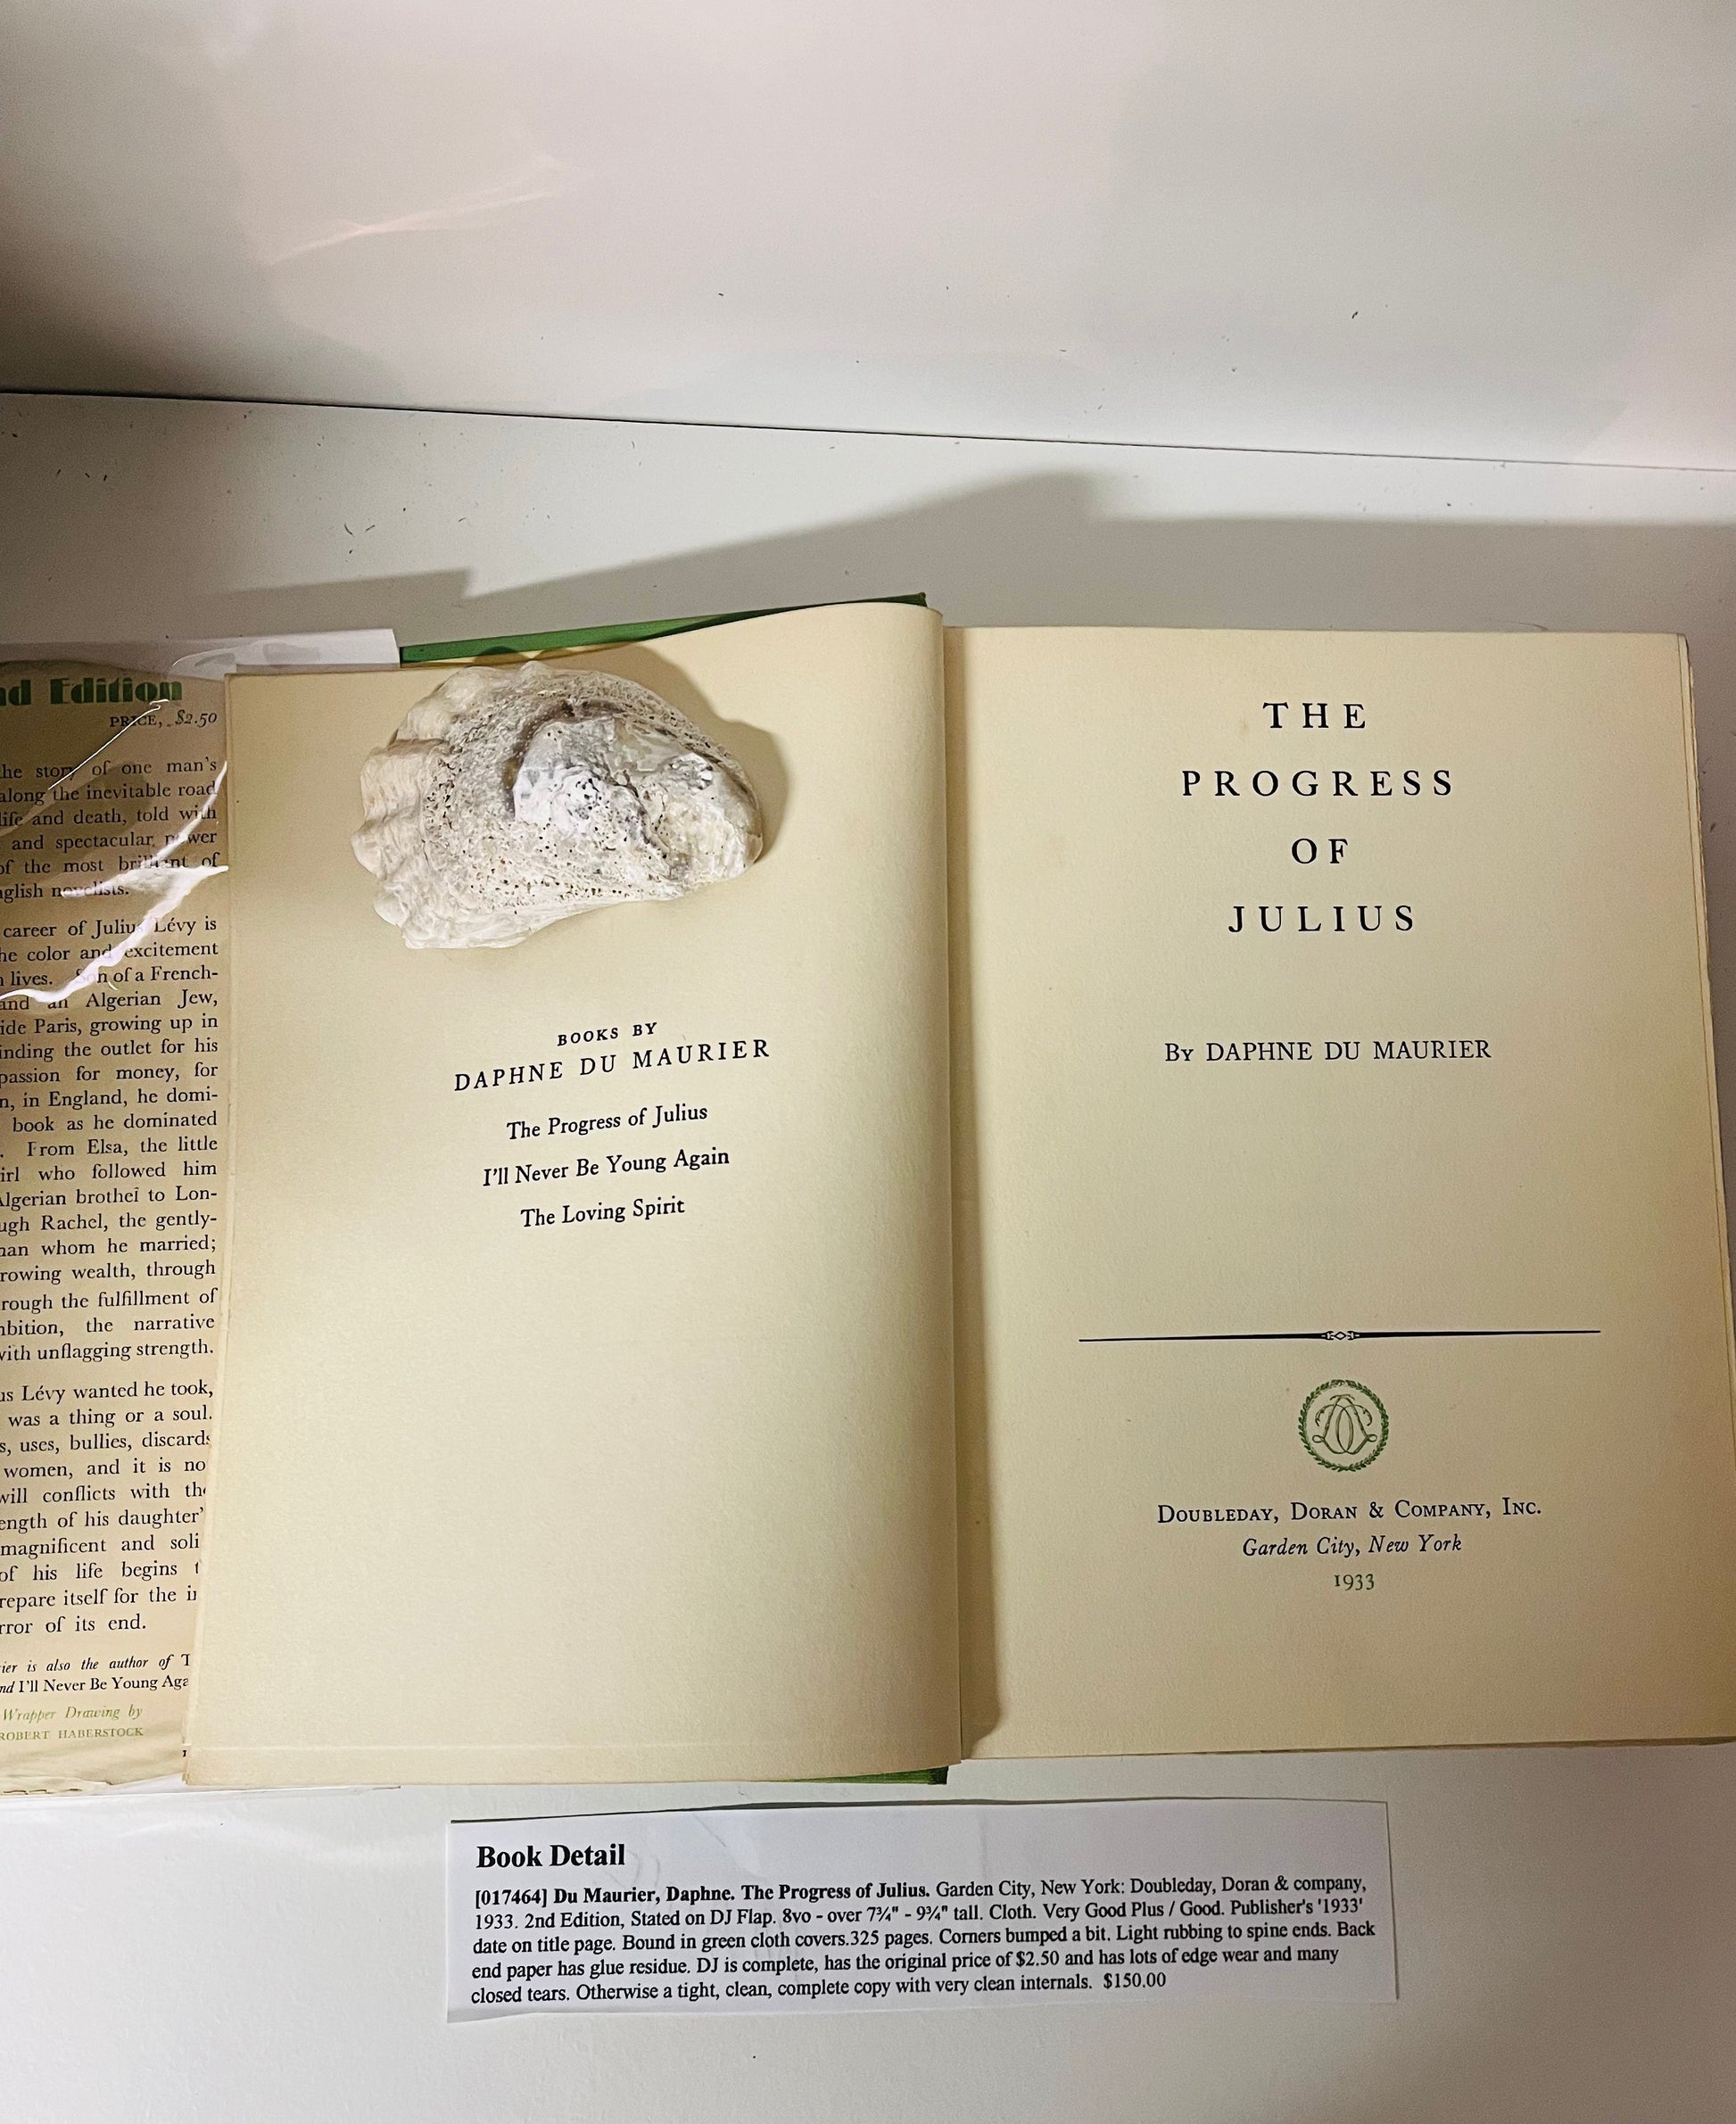 nd Edition
PRICE, $2.50
he story of one man's
along the inevitable road
life and death, told with
and spectacular power
of the most brilliant of
nglish novelists.
career of Julius Lévy is
he color and excitement
n lives. Son of a French-
and an Algerian Jew,
ide Paris, growing up in
inding the outlet for his
passion for money, for
n, in England, he domi-
book as he dominated
. From Elsa, the little
irl who followed him
Algerian brothel to Lon-
ugh Rachel, the gently-
man whom he married;
rowing wealth, through
rough the fulfillment of
mbition, the narrative
with unflagging strength.
us Lévy wanted he took,
was a thing or a soul.
s, uses, bullies, discards
women, and it is no
will conflicts with the
ength of his daughter'
magnificent and soli
of his life begins t
repare itself for the i
rror of its end.
ier is also the author of T
nd I'll Never Be Young Aga
Wrapper Drawing by
ROBERT HABERSTOCK
BOOKS BY
DAPHNE DU MAURIER
The Progress of Julius
I'll Never Be Young Again
The Loving Spirit
THE
PROGRESS
OF
JULIUS
By DAPHNE DU MAURIER
Doubleday, Doran & Company, Inc.
Garden City, New York
1933
Book Detail
[017464] Du Maurier, Daphne. The Progress of Julius. Garden City, New York: Doubleday, Doran & company,
1933. 2nd Edition, Stated on DJ Flap. 8vo - over 7¾" - 9¾" tall. Cloth. Very Good Plus / Good. Publisher's '1933'
date on title page. Bound in green cloth covers.325 pages. Corners bumped a bit. Light rubbing to spine ends. Back
end paper has glue residue. DJ is complete, has the original price of $2.50 and has lots of edge wear and many
closed tears. Otherwise a tight, clean, complete copy with very clean internals. $150.00